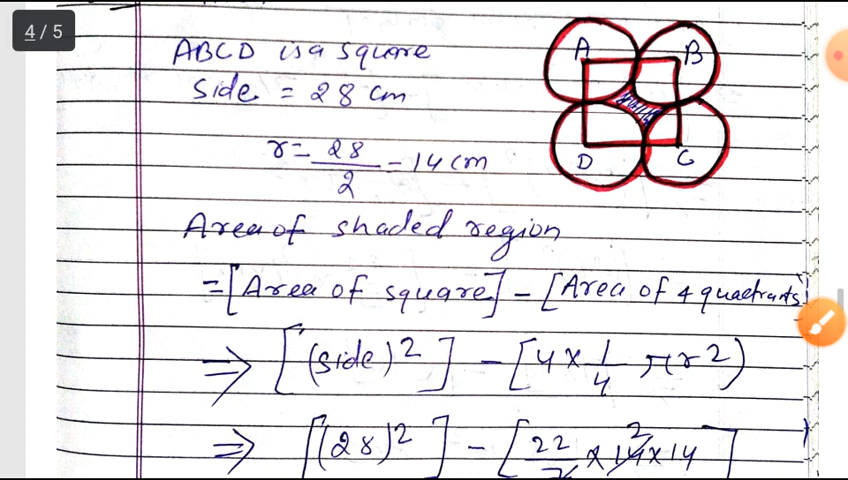 4/5
ABCD is a square
Side = 28 cm
A B
D C
r = 28/2 = 14 cm
Area of shaded region
= [Area of square] - [Area of 4 quadrants]
⇒ [(side)²] - [4 × 1/4 πr²)
⇒ [(28)²] - [22/7 × 14 2 × 14]